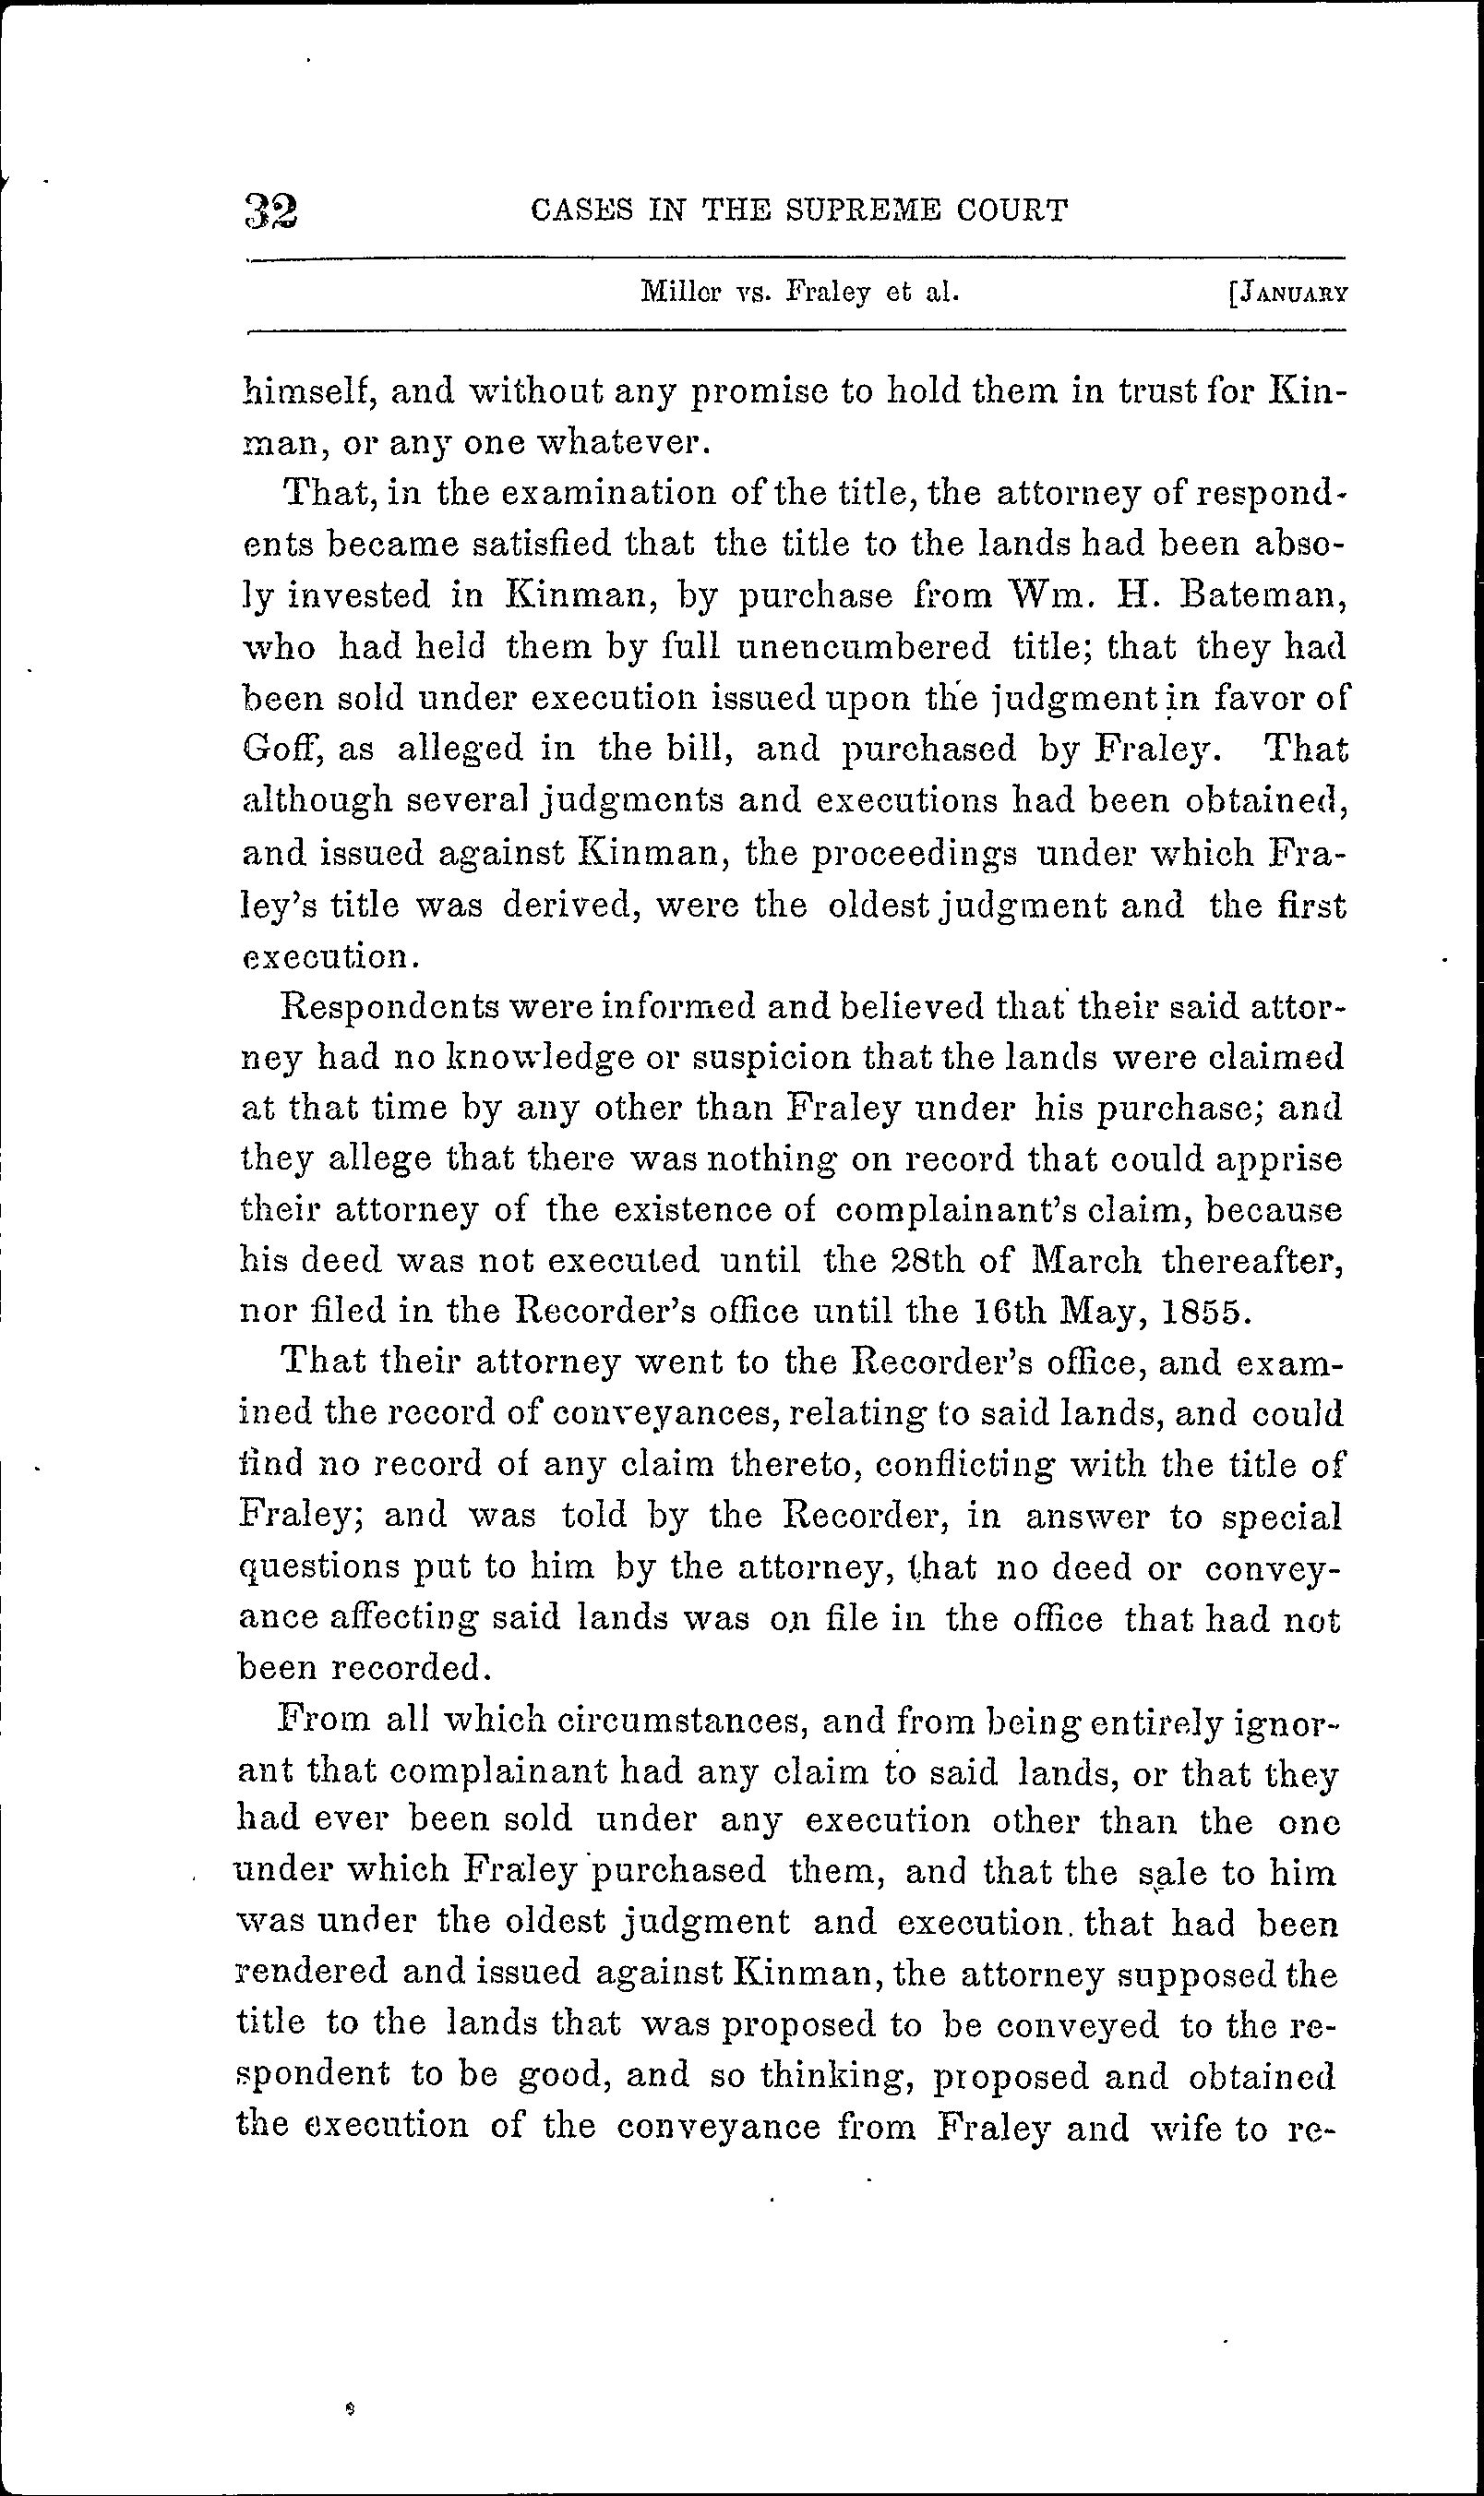 32 CASES IN THE SUPREME COURT
Miller vs. Fraley et al. [JANUARY
himself, and without any promise to hold them in trust for Kin-
man, or any one whatever.
That, in the examination of the title, the attorney of respond-
ents became satisfied that the title to the lands had been abso-
ly invested in Kinman, by purchase from Wm. H. Bateman,
who had held them by full unencumbered title; that they had
been sold under execution issued upon the judgment in favor of
Goff, as alleged in the bill, and purchased by Fraley. That
although several judgments and executions had been obtained,
and issued against Kinman, the proceedings under which Fra-
ley's title was derived, were the oldest judgment and the first
execution.
Respondents were informed and believed that their said attor-
ney had no knowledge or suspicion that the lands were claimed
at that time by any other than Fraley under his purchase; and
they allege that there was nothing on record that could apprise
their attorney of the existence of complainant's claim, because
his deed was not executed until the 28th of March thereafter,
nor filed in the Recorder's office until the 16th May, 1855.
That their attorney went to the Recorder's office, and exam-
ined the record of conveyances, relating to said lands, and could
find no record of any claim thereto, conflicting with the title of
Fraley; and was told by the Recorder, in answer to special
questions put to him by the attorney, that no deed or convey-
ance affecting said lands was on file in the office that had not
been recorded.
From all which circumstances, and from being entirely ignor-
ant that complainant had any claim to said lands, or that they
had ever been sold under any execution other than the one
under which Fraley purchased them, and that the sale to him
was under the oldest judgment and execution that had been
rendered and issued against Kinman, the attorney supposed the
title to the lands that was proposed to be conveyed to the re-
spondent to be good, and so thinking, proposed and obtained
the execution of the conveyance from Fraley and wife to re-